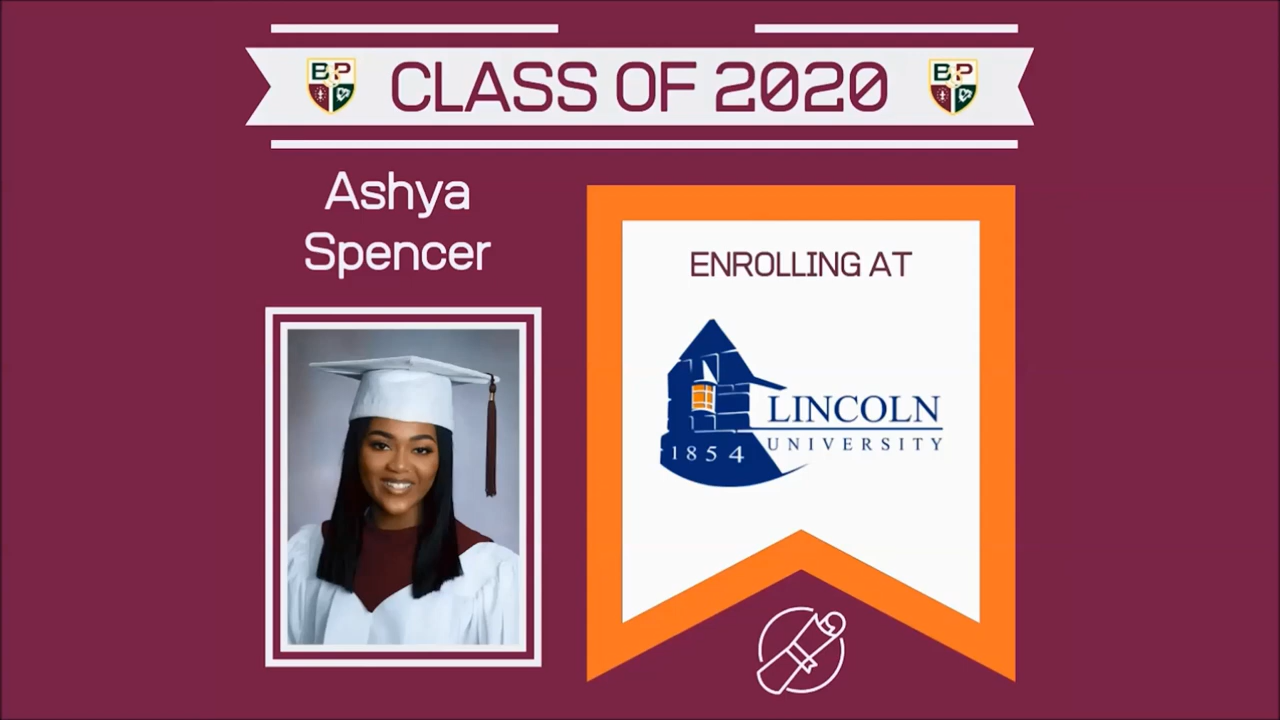 CLASS OF 2020
Ashya
Spencer
ENROLLING AT
LINCOLN
UNIVERSITY
1854